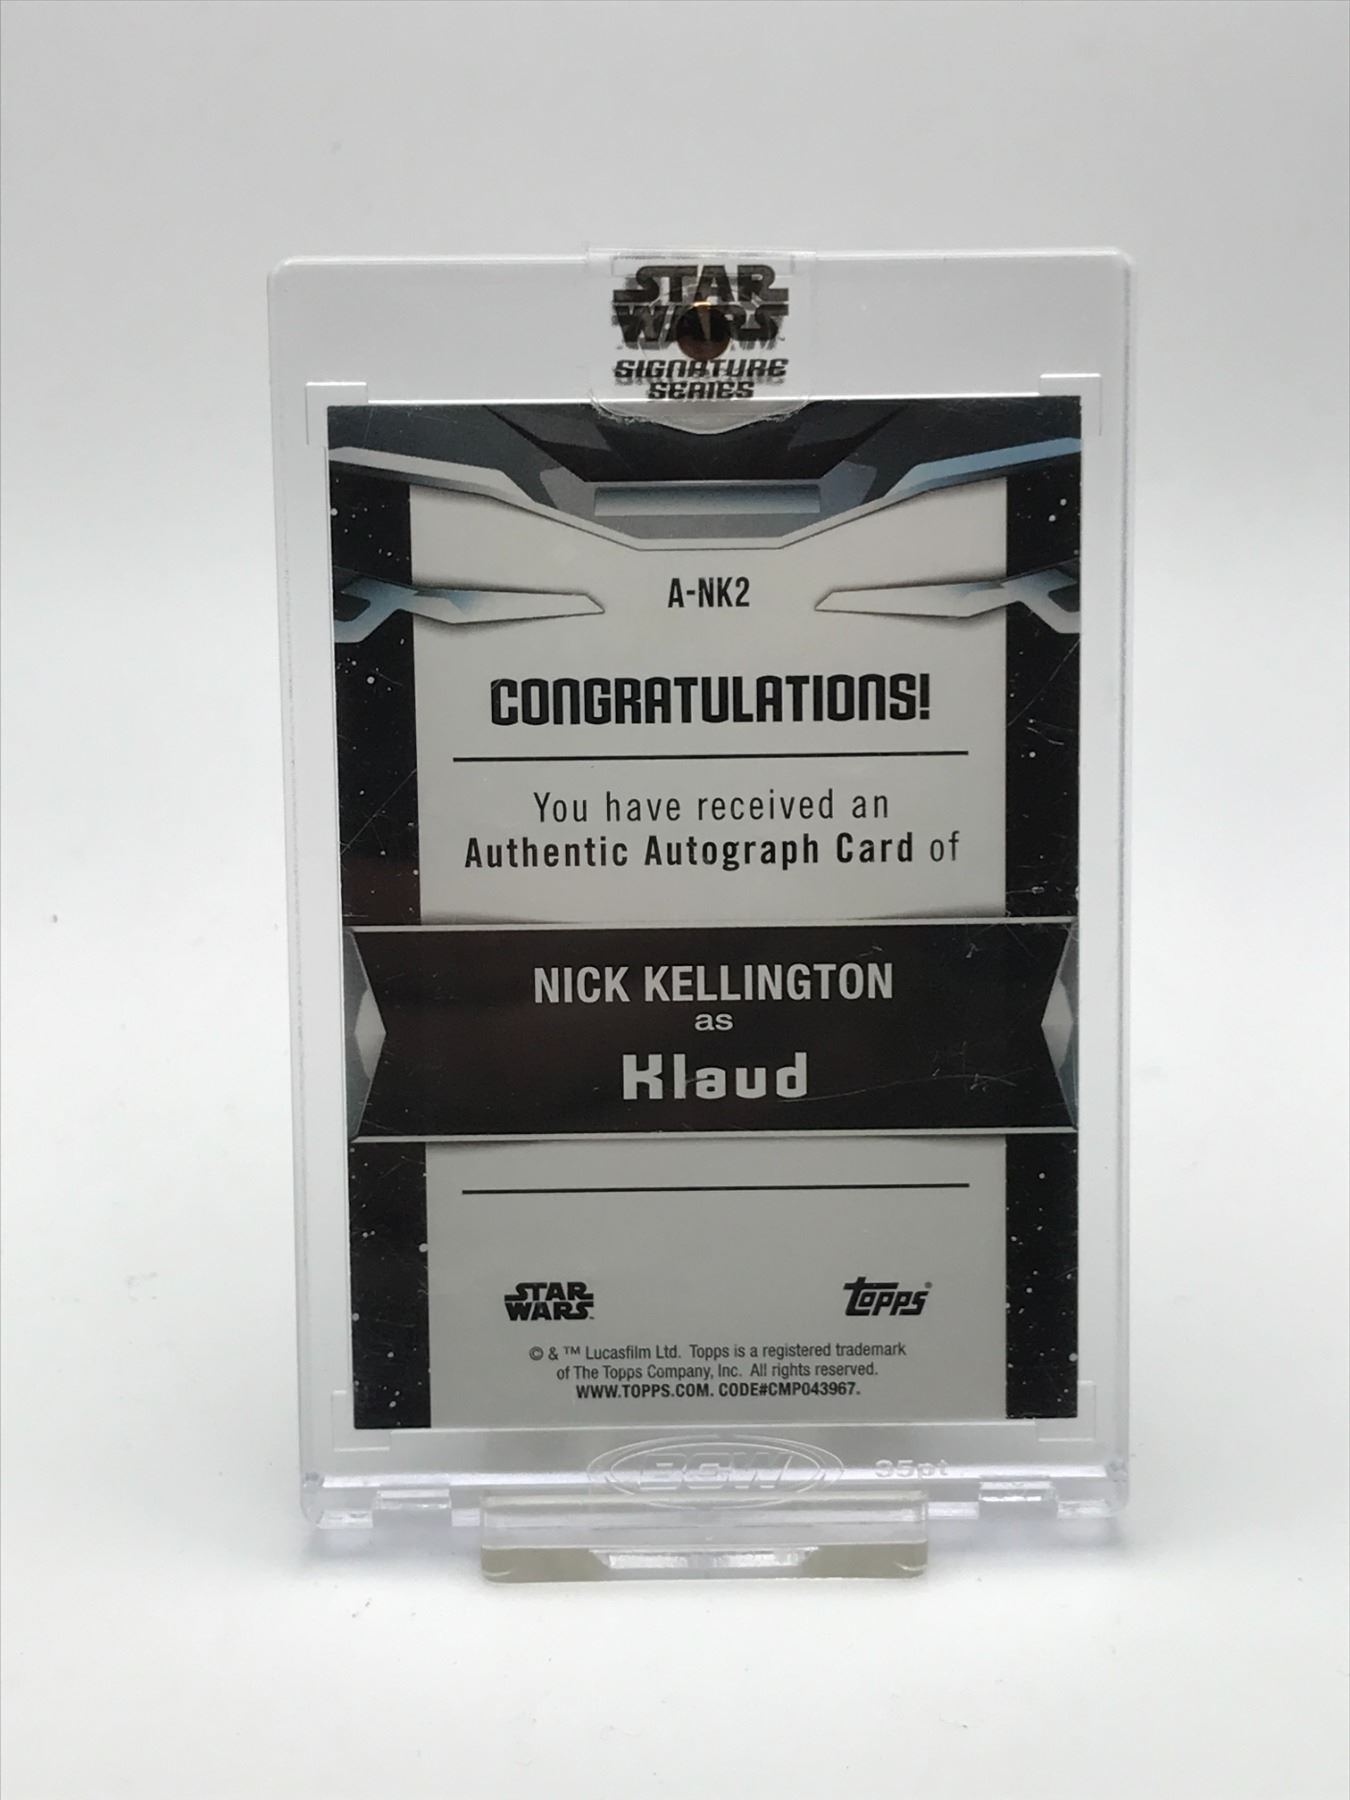 STAR
WARS
SIGNATURE
SERIES
A-NK2
CONGRATULATIONS!
You have received an
Authentic Autograph Card of
NICK KELLINGTON
as
Klaud
STAR
WARS™
Topps®
© & ™ Lucasfilm Ltd. Topps is a registered trademark
of The Topps Company, Inc. All rights reserved.
WWW.TOPPS.COM. CODE#CMP043967.
BCW
35pt